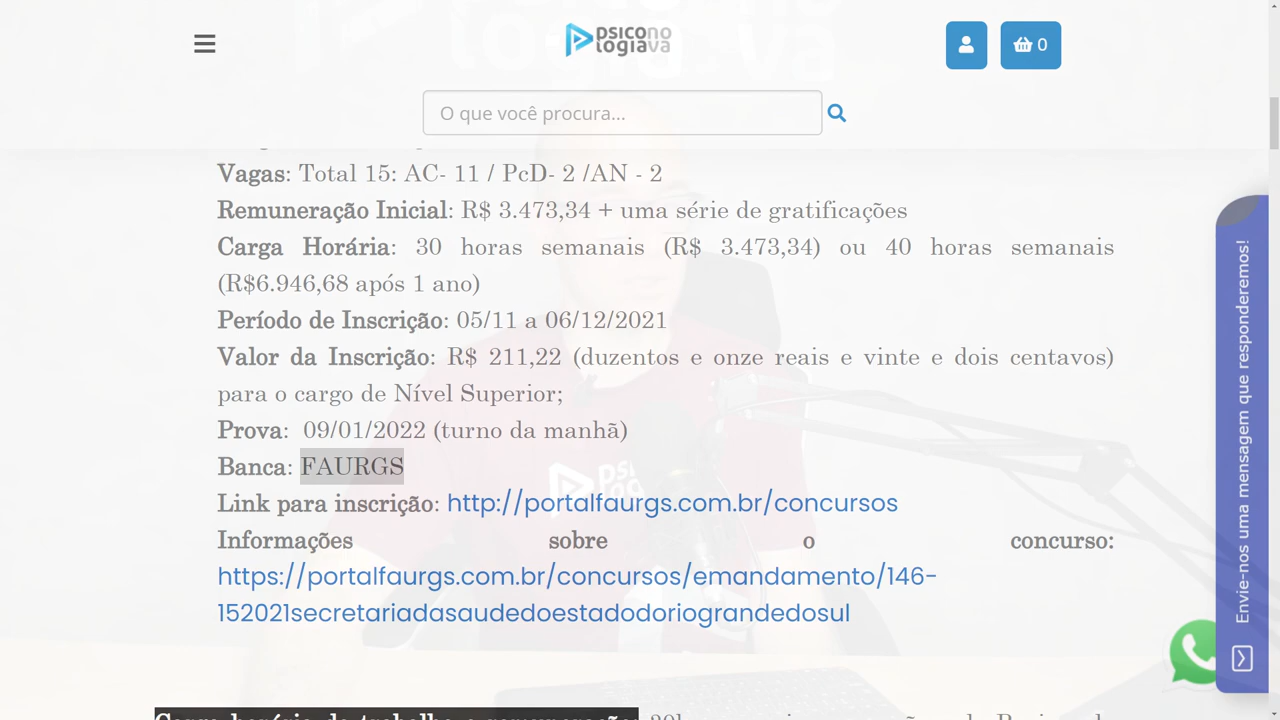 PSICO no
logia va
0
O que você procura...
Vagas: Total 15: AC- 11 / PcD- 2 /AN - 2
Remuneração Inicial: R$ 3.473,34 + uma série de gratificações
Carga Horária: 30 horas semanais (R$ 3.473,34) ou 40 horas semanais
(R$6.946,68 após 1 ano)
Período de Inscrição: 05/11 a 06/12/2021
Valor da Inscrição: R$ 211,22 (duzentos e onze reais e vinte e dois centavos)
para o cargo de Nível Superior;
Prova: 09/01/2022 (turno da manhã)
Banca: FAURGS
Link para inscrição: http://portalfaurgs.com.br/concursos
Informações sobre o concurso:
https://portalfaurgs.com.br/concursos/emandamento/146-
152021secretariadasaudedoestadodoriograndedosul
Envie-nos uma mensagem que responderemos!